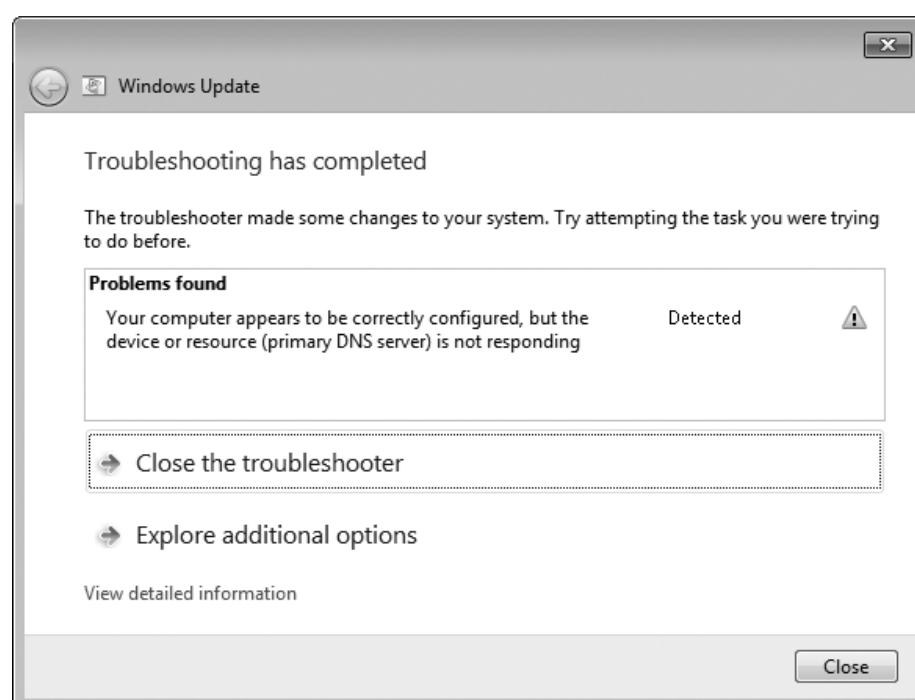 Windows Update
Troubleshooting has completed
The troubleshooter made some changes to your system. Try attempting the task you were trying
to do before.
Problems found
Your computer appears to be correctly configured, but the Detected
device or resource (primary DNS server) is not responding
Close the troubleshooter
Explore additional options
View detailed information
Close